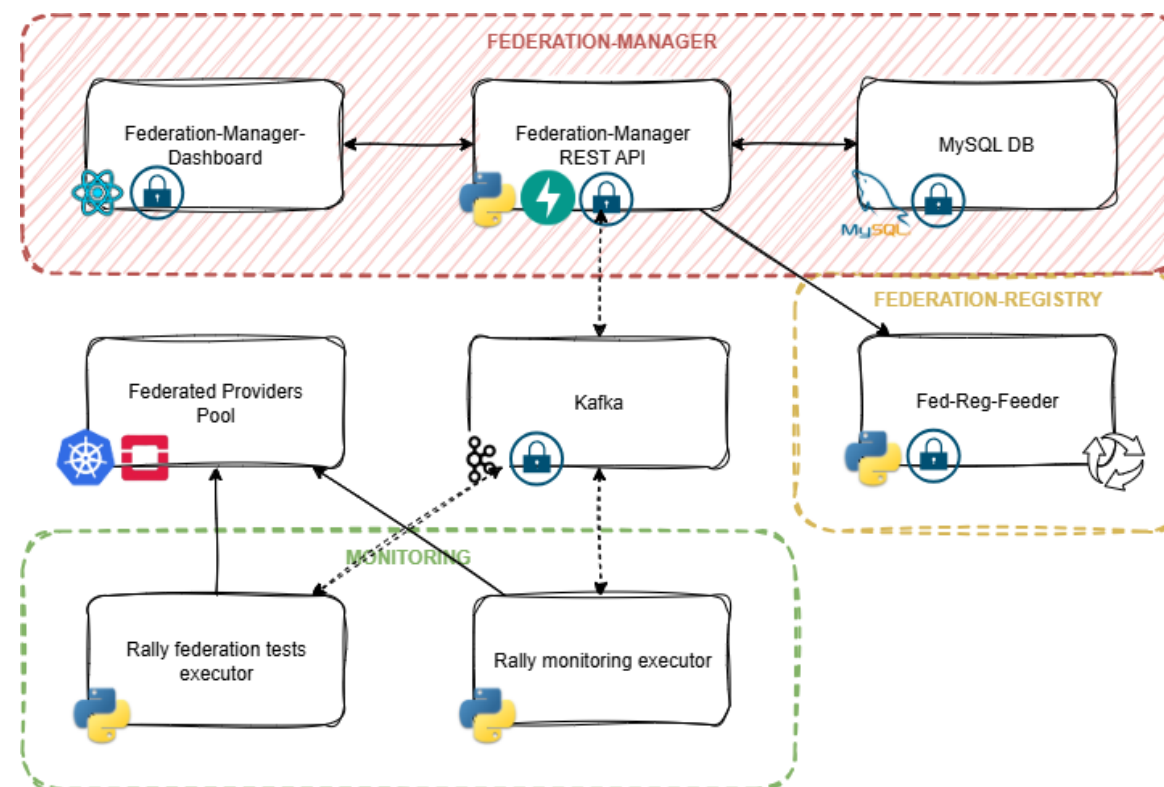 FEDERATION-MANAGER
Federation-Manager-
Dashboard
Federation-Manager
REST API
MySQL DB
MySQL
FEDERATION-REGISTRY
Federated Providers
Pool
Kafka
Fed-Reg-Feeder
MONITORING
Rally federation tests
executor
Rally monitoring executor